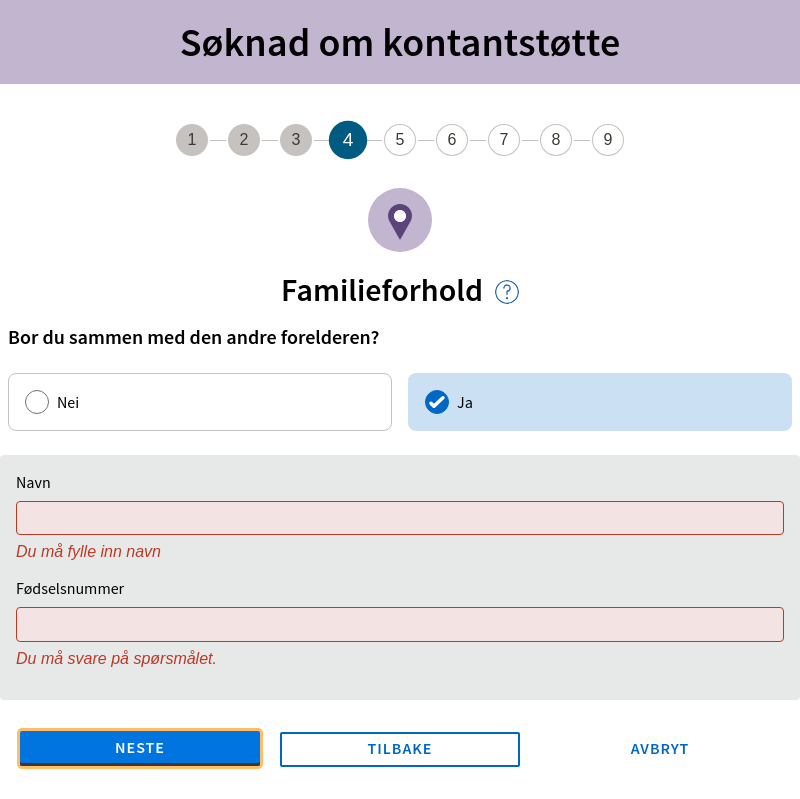 Søknad om kontantstøtte
1 2 3 4 5 6 7 8 9
Familieforhold ?
Bor du sammen med den andre forelderen?
Nei
Ja
Navn
Du må fylle inn navn
Fødselsnummer
Du må svare på spørsmålet.
NESTE TILBAKE AVBRYT